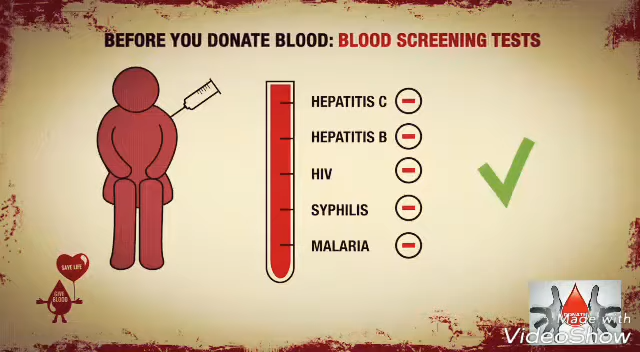 BEFORE YOU DONATE BLOOD: BLOOD SCREENING TESTS
HEPATITIS C
HEPATITIS B
HIV
SYPHILIS
MALARIA
SAVE LIFE
GIVE
BLOOD
Made with
VideoShow